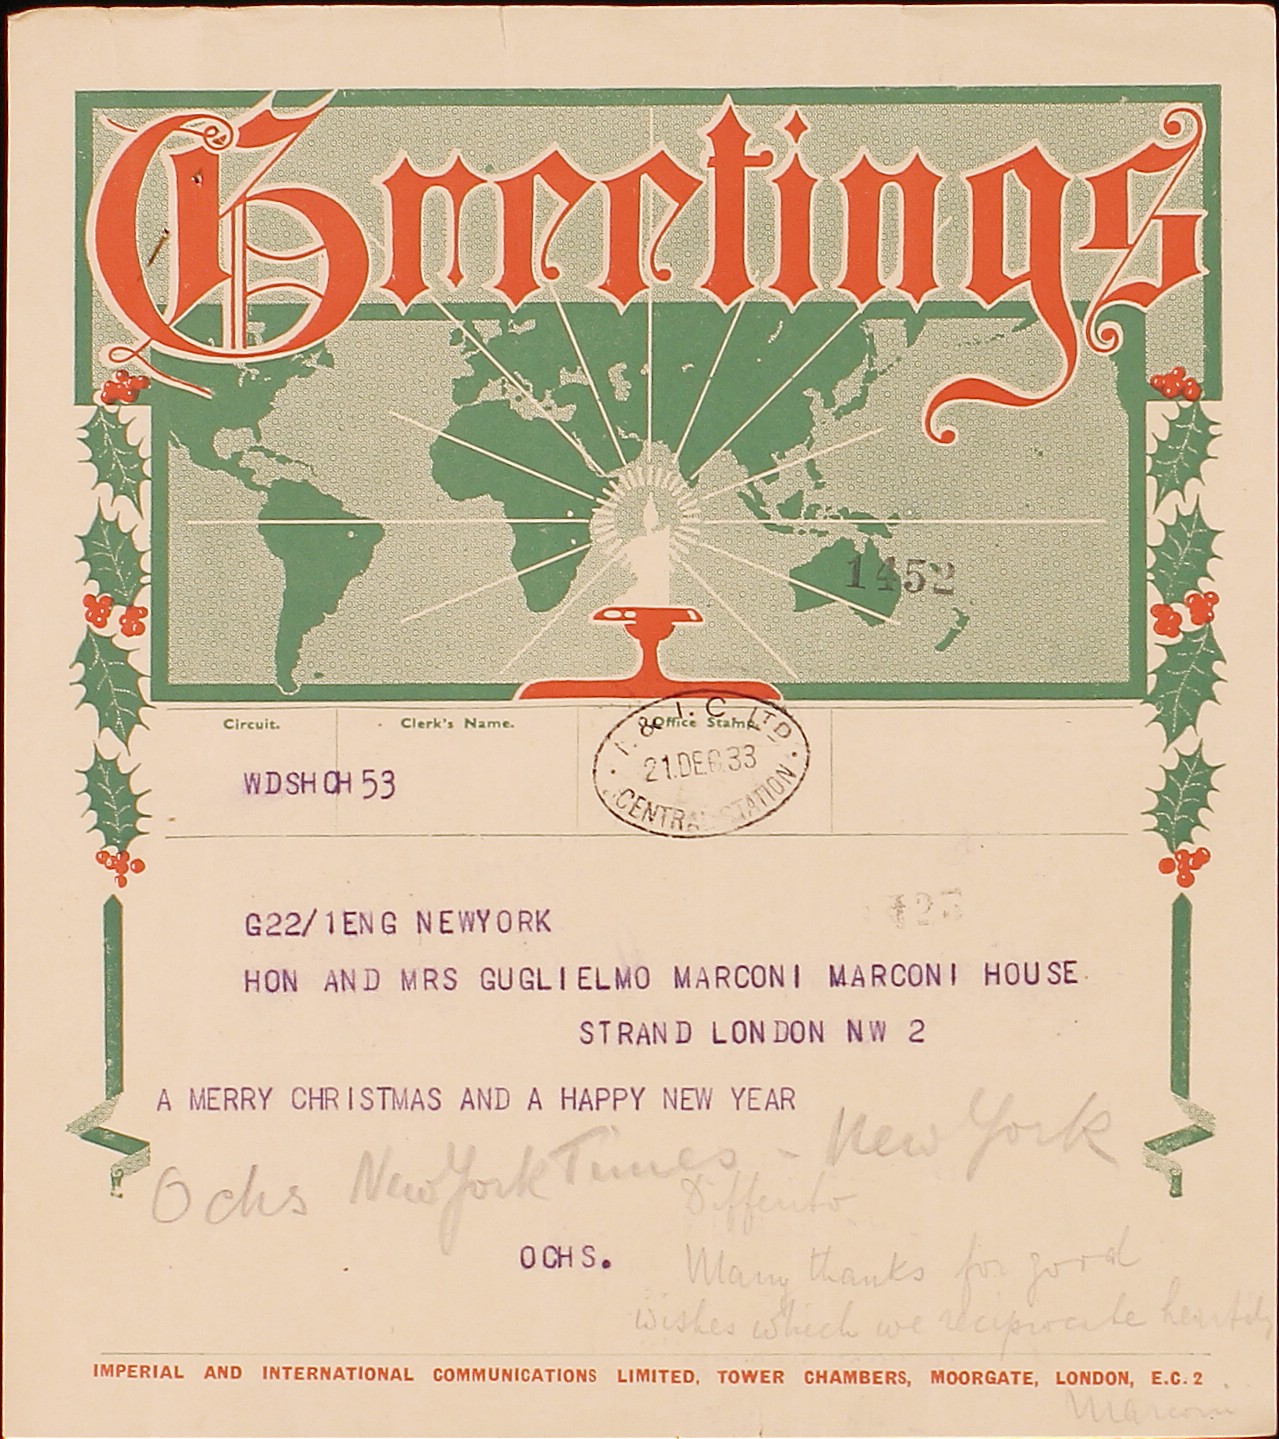 Greetings
1452
Circuit.
Clerk's Name.
Office Stamp.
I. & I. C. LTD.
21.DEC.33
CENTRAL STATION
WDSH CH 53
G22/1ENG NEWYORK
HON AND MRS GUGLIELMO MARCONI MARCONI HOUSE
STRAND LONDON NW 2
A MERRY CHRISTMAS AND A HAPPY NEW YEAR
Ochs New York Times - New York
Differito
OCHS.
Many thanks for good
wishes which we reciprocate heartily
IMPERIAL AND INTERNATIONAL COMMUNICATIONS LIMITED, TOWER CHAMBERS, MOORGATE, LONDON, E.C.2
Marconi